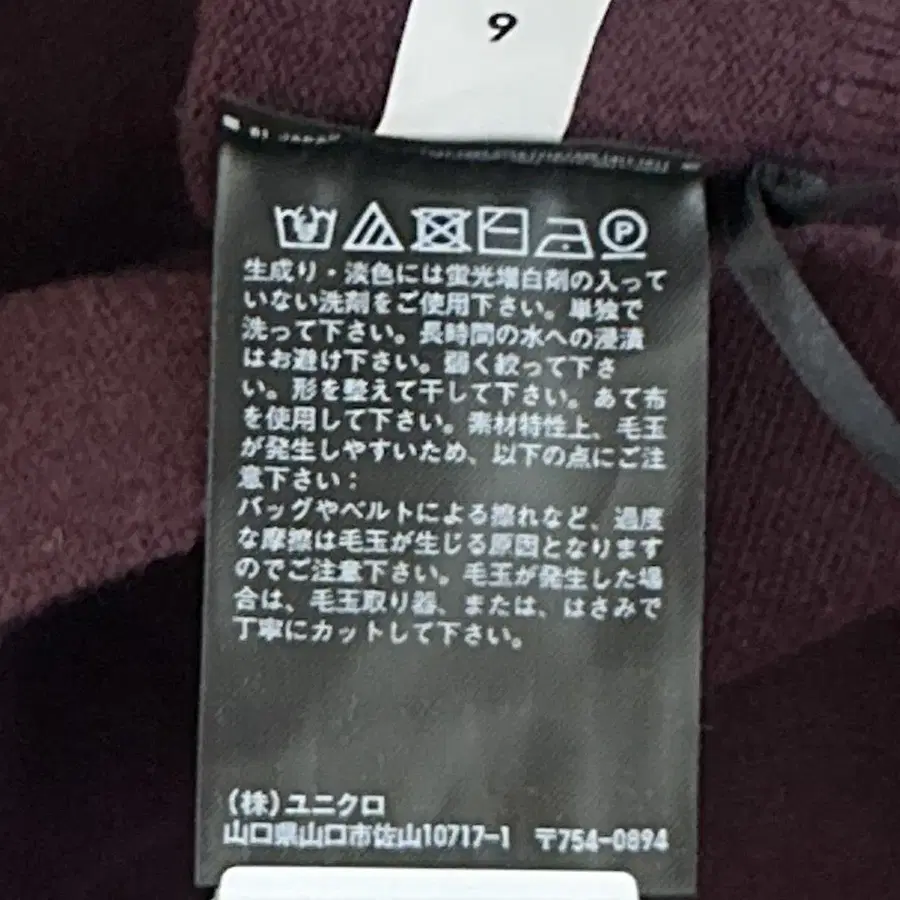 9
生成り・淡色には蛍光増白剤の入って
いない洗剤をご使用下さい。単独で
洗って下さい。長時間の水への浸漬
はお避け下さい。弱く絞って下さ
い。形を整えて干して下さい。あて布
を使用して下さい。素材特性上、毛玉
が発生しやすいため、以下の点にご注
意下さい:
バッグやベルトによる擦れなど、過度
な摩擦は毛玉が生じる原因となります
のでご注意下さい。毛玉が発生した場
合は、毛玉取り器、または、はさみで
丁寧にカットして下さい。
(株)ユニクロ
山口県山口市佐山10717-1 〒754-0894